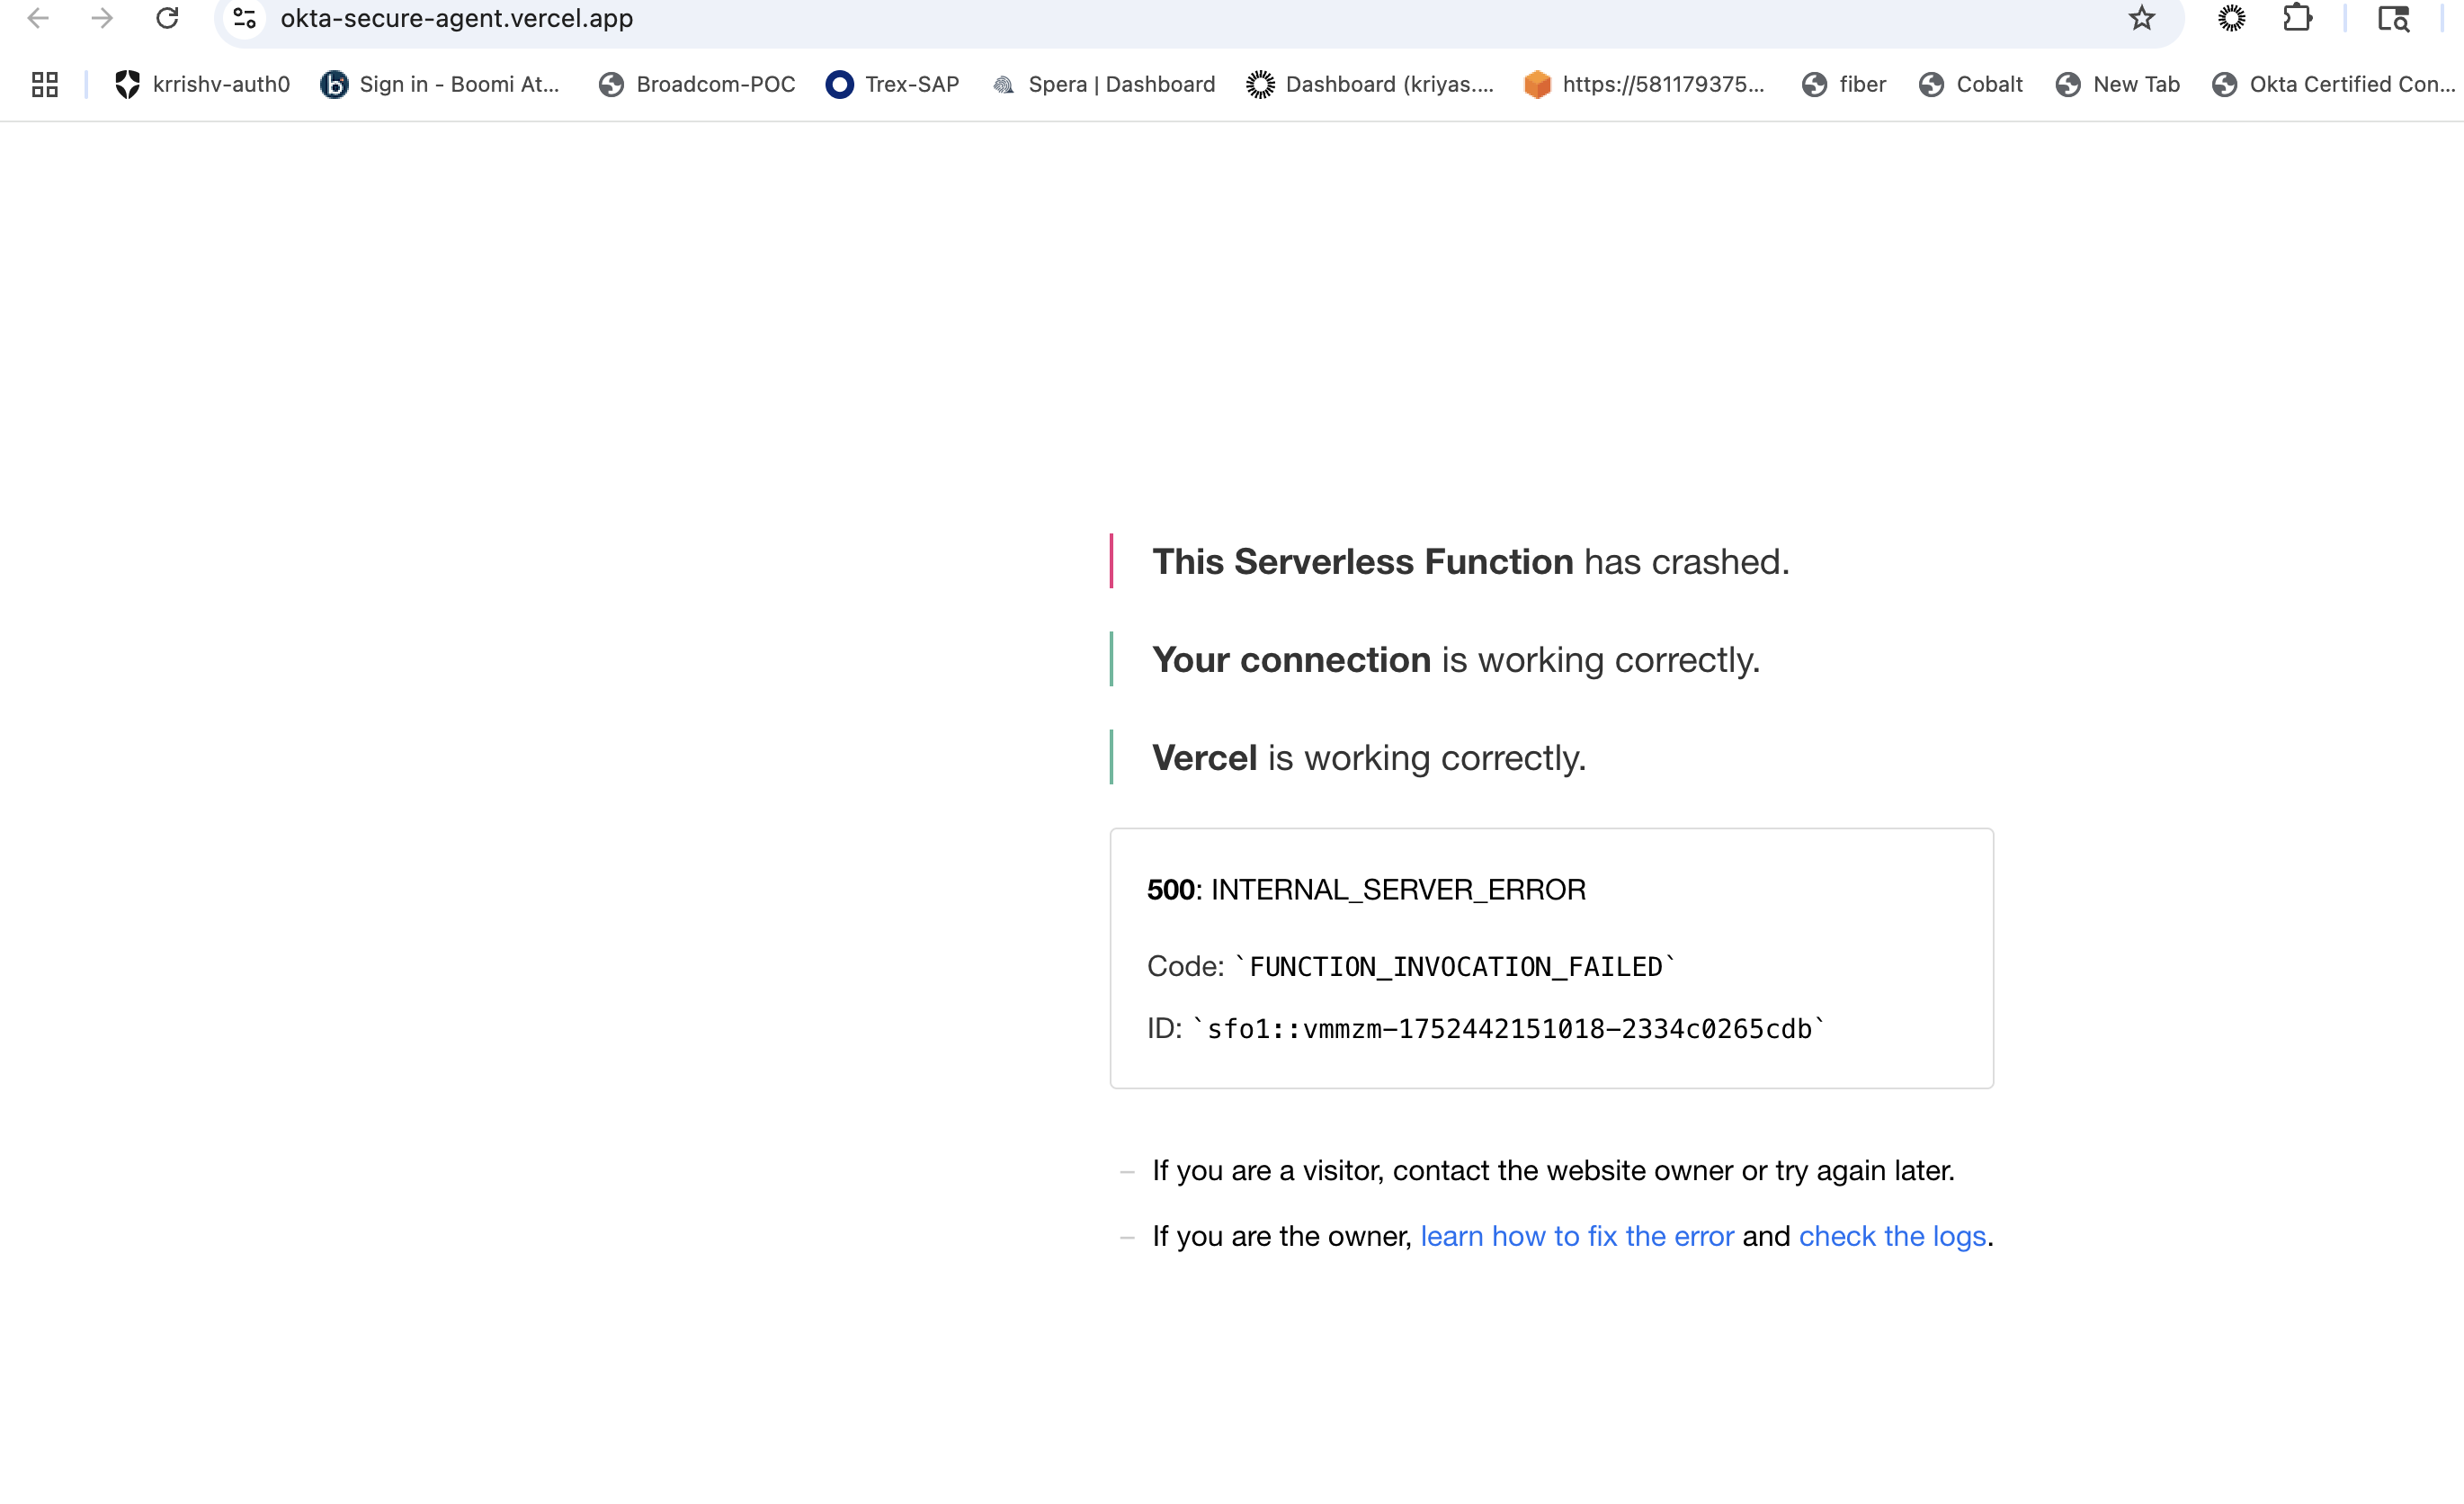 okta-secure-agent.vercel.app
krrishv-auth0 Sign in - Boomi At... Broadcom-POC Trex-SAP Spera | Dashboard Dashboard (kriyas.... https://581179375... fiber Cobalt New Tab Okta Certified Con...
This Serverless Function has crashed.
Your connection is working correctly.
Vercel is working correctly.
500: INTERNAL_SERVER_ERROR
Code: `FUNCTION_INVOCATION_FAILED`
ID: `sfo1::vmmzm-1752442151018-2334c0265cdb`
– If you are a visitor, contact the website owner or try again later.
– If you are the owner, learn how to fix the error and check the logs.